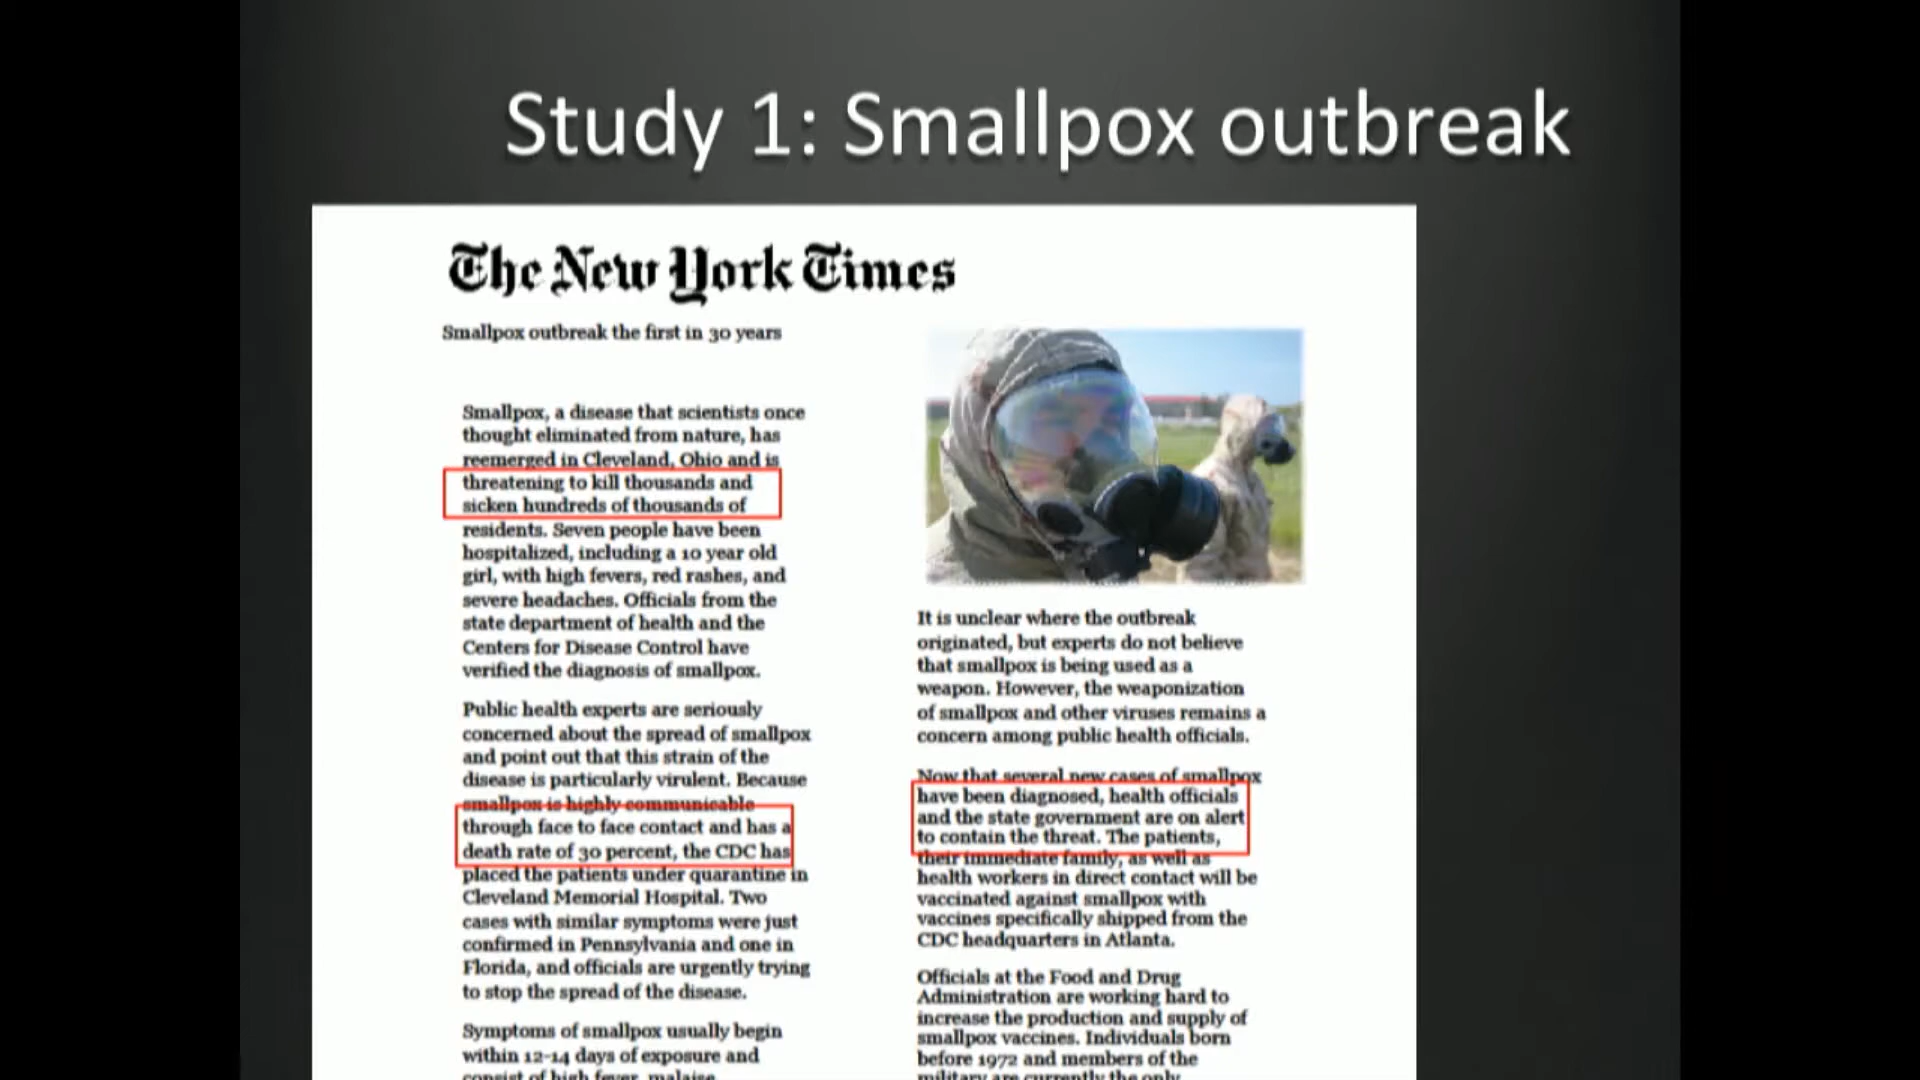 Study 1: Smallpox outbreak
The New York Times
Smallpox outbreak the first in 30 years
Smallpox, a disease that scientists once
thought eliminated from nature, has
reemerged in Cleveland, Ohio and is
threatening to kill thousands and
sicken hundreds of thousands of
residents. Seven people have been
hospitalized, including a 10 year old
girl, with high fevers, red rashes, and
severe headaches. Officials from the
state department of health and the
Centers for Disease Control have
verified the diagnosis of smallpox.
Public health experts are seriously
concerned about the spread of smallpox
and point out that this strain of the
disease is particularly virulent. Because
smallpox is highly communicable
through face to face contact and has a
death rate of 30 percent, the CDC has
placed the patients under quarantine in
Cleveland Memorial Hospital. Two
cases with similar symptoms were just
confirmed in Pennsylvania and one in
Florida, and officials are urgently trying
to stop the spread of the disease.
Symptoms of smallpox usually begin
within 12-14 days of exposure and
consist of high fever, malaise,
It is unclear where the outbreak
originated, but experts do not believe
that smallpox is being used as a
weapon. However, the weaponization
of smallpox and other viruses remains a
concern among public health officials.
Now that several new cases of smallpox
have been diagnosed, health officials
and the state government are on alert
to contain the threat. The patients,
their immediate family, as well as
health workers in direct contact will be
vaccinated against smallpox with
vaccines specifically shipped from the
CDC headquarters in Atlanta.
Officials at the Food and Drug
Administration are working hard to
increase the production and supply of
smallpox vaccines. Individuals born
before 1972 and members of the
military are currently the only